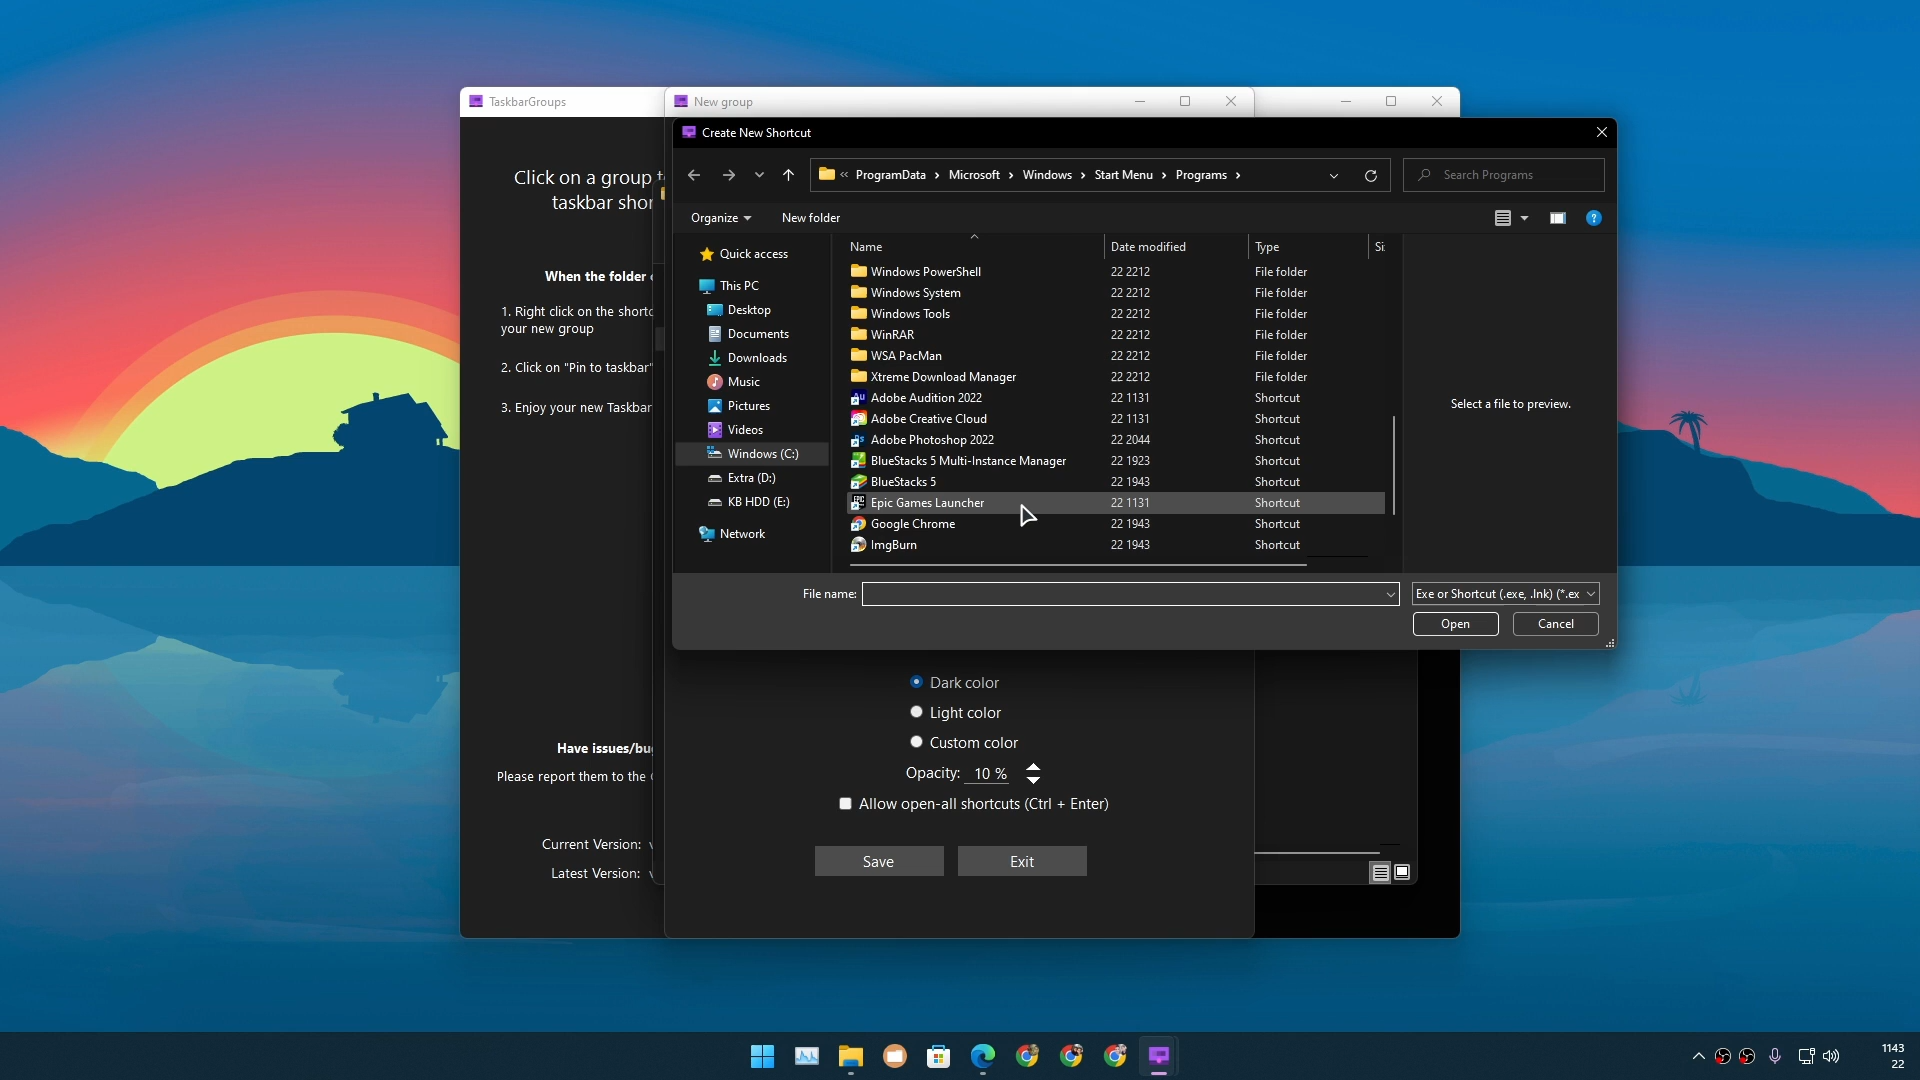 TaskbarGroups
New group
Click on a group t
taskbar shor
When the folder
1. Right click on the shortc
your new group
2. Click on "Pin to taskbar"
3. Enjoy your new Taskbar
Have issues/bu
Please report them to the
Current Version:
Latest Version:
Create New Shortcut
« ProgramData › Microsoft › Windows › Start Menu › Programs ›
Search Programs
Organize
New folder
Quick access
This PC
Desktop
Documents
Downloads
Music
Pictures
Videos
Windows (C:)
Extra (D:)
KB HDD (E:)
Network
Name Date modified Type Si
Windows PowerShell 22 2212 File folder
Windows System 22 2212 File folder
Windows Tools 22 2212 File folder
WinRAR 22 2212 File folder
WSA PacMan 22 2212 File folder
Xtreme Download Manager 22 2212 File folder
Adobe Audition 2022 22 1131 Shortcut
Adobe Creative Cloud 22 1131 Shortcut
Adobe Photoshop 2022 22 2044 Shortcut
BlueStacks 5 Multi-Instance Manager 22 1923 Shortcut
BlueStacks 5 22 1943 Shortcut
Epic Games Launcher 22 1131 Shortcut
Google Chrome 22 1943 Shortcut
ImgBurn 22 1943 Shortcut
Select a file to preview.
File name:
Exe or Shortcut (.exe, .lnk) (*.ex
Open
Cancel
Dark color
Light color
Custom color
Opacity: 10 %
Allow open-all shortcuts (Ctrl + Enter)
Save
Exit
1143
22